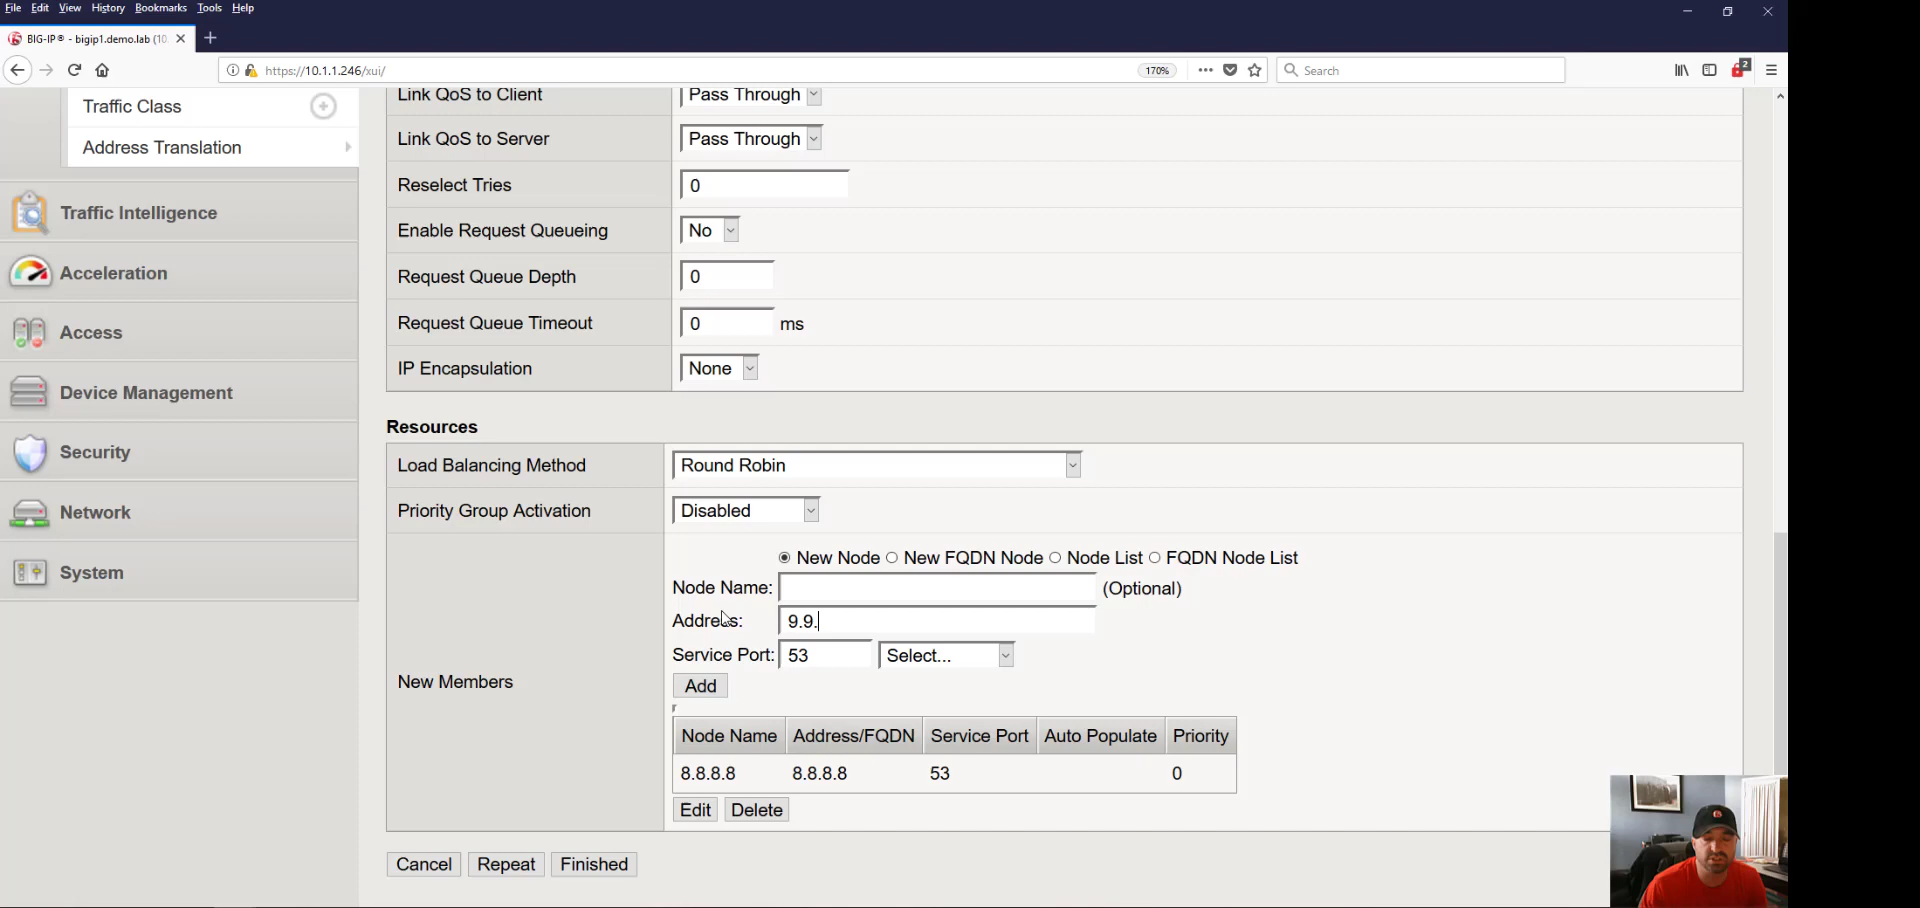 File Edit View History Bookmarks Tools Help
BIG-IP® - bigip1.demo.lab (10.
https://10.1.1.246/xui/
170%
Search
2
Traffic Class
Address Translation
Traffic Intelligence
Acceleration
Access
Device Management
Security
Network
System
Link QoS to Client Pass Through
Link QoS to Server Pass Through
Reselect Tries 0
Enable Request Queueing No
Request Queue Depth 0
Request Queue Timeout 0 ms
IP Encapsulation None
Resources
Load Balancing Method Round Robin
Priority Group Activation Disabled
New Members
New Node New FQDN Node Node List FQDN Node List
Node Name: (Optional)
Address: 9.9.
Service Port: 53 Select...
Add
Node Name Address/FQDN Service Port Auto Populate Priority
8.8.8.8 8.8.8.8 53 0
Edit Delete
Cancel Repeat Finished